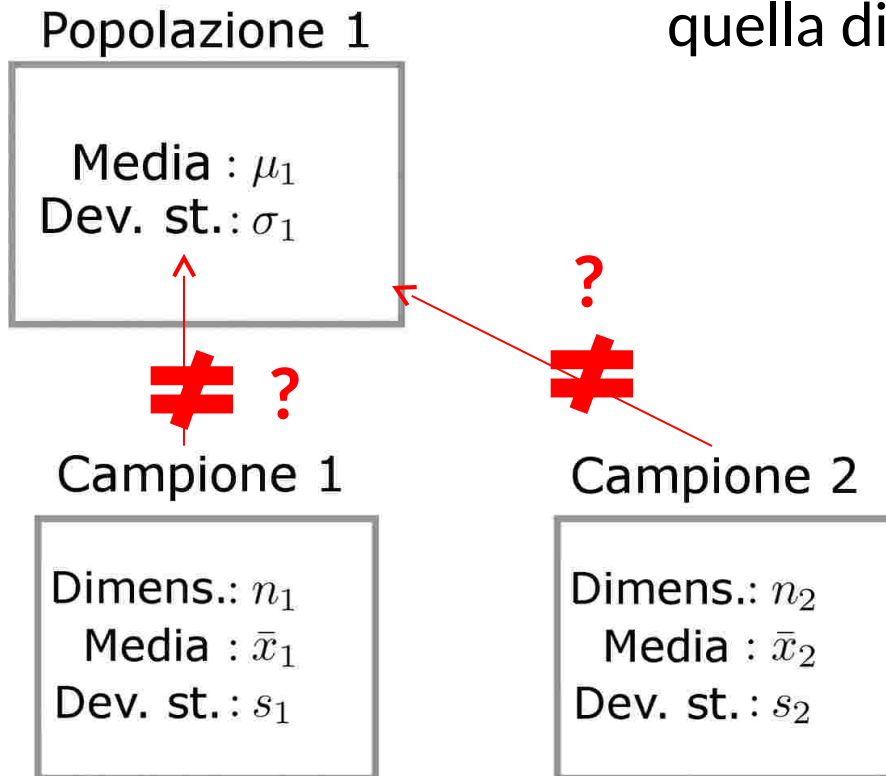 Popolazione 1
quella di
Media : μ₁
Dev. st.: σ₁
?
≠ ?
≠
Campione 1
Campione 2
Dimens.: n₁
Media : x̄₁
Dev. st.: s₁
Dimens.: n₂
Media : x̄₂
Dev. st.: s₂